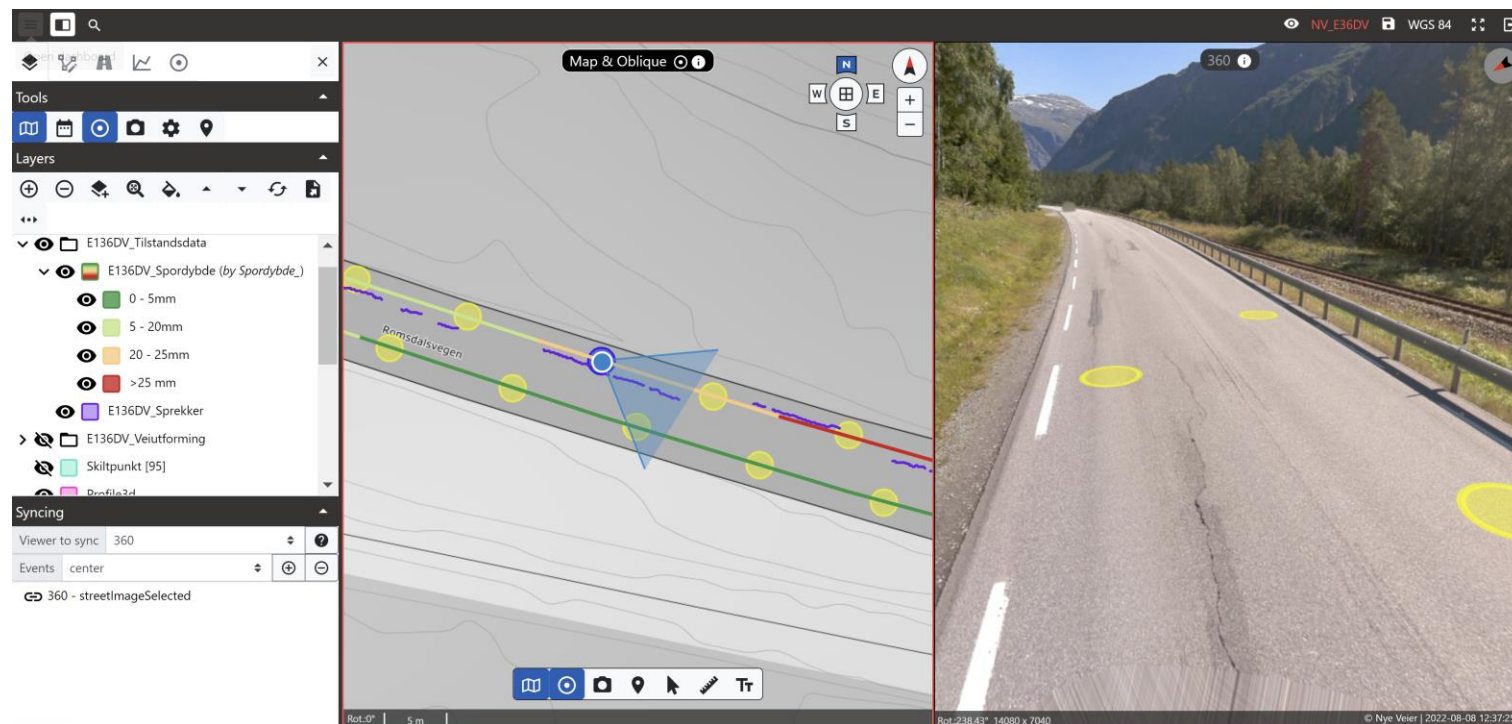 NV_E36DV WGS 84
Tools
Layers
E136DV_Tilstandsdata
E136DV_Spordybde (by Spordybde_)
0 - 5mm
5 - 20mm
20 - 25mm
>25 mm
E136DV_Sprekker
E136DV_Veiutforming
Skiltpunkt [95]
Profile3d
Syncing
Viewer to sync 360
Events center
360 - streetImageSelected
Map & Oblique
N
W E
S
+
−
Romsdalsvegen
TT
Rot.:0° 5 m
360
Rot.:238.43° 14080 x 7040
© Nye Veier | 2022-08-08 12:37:2